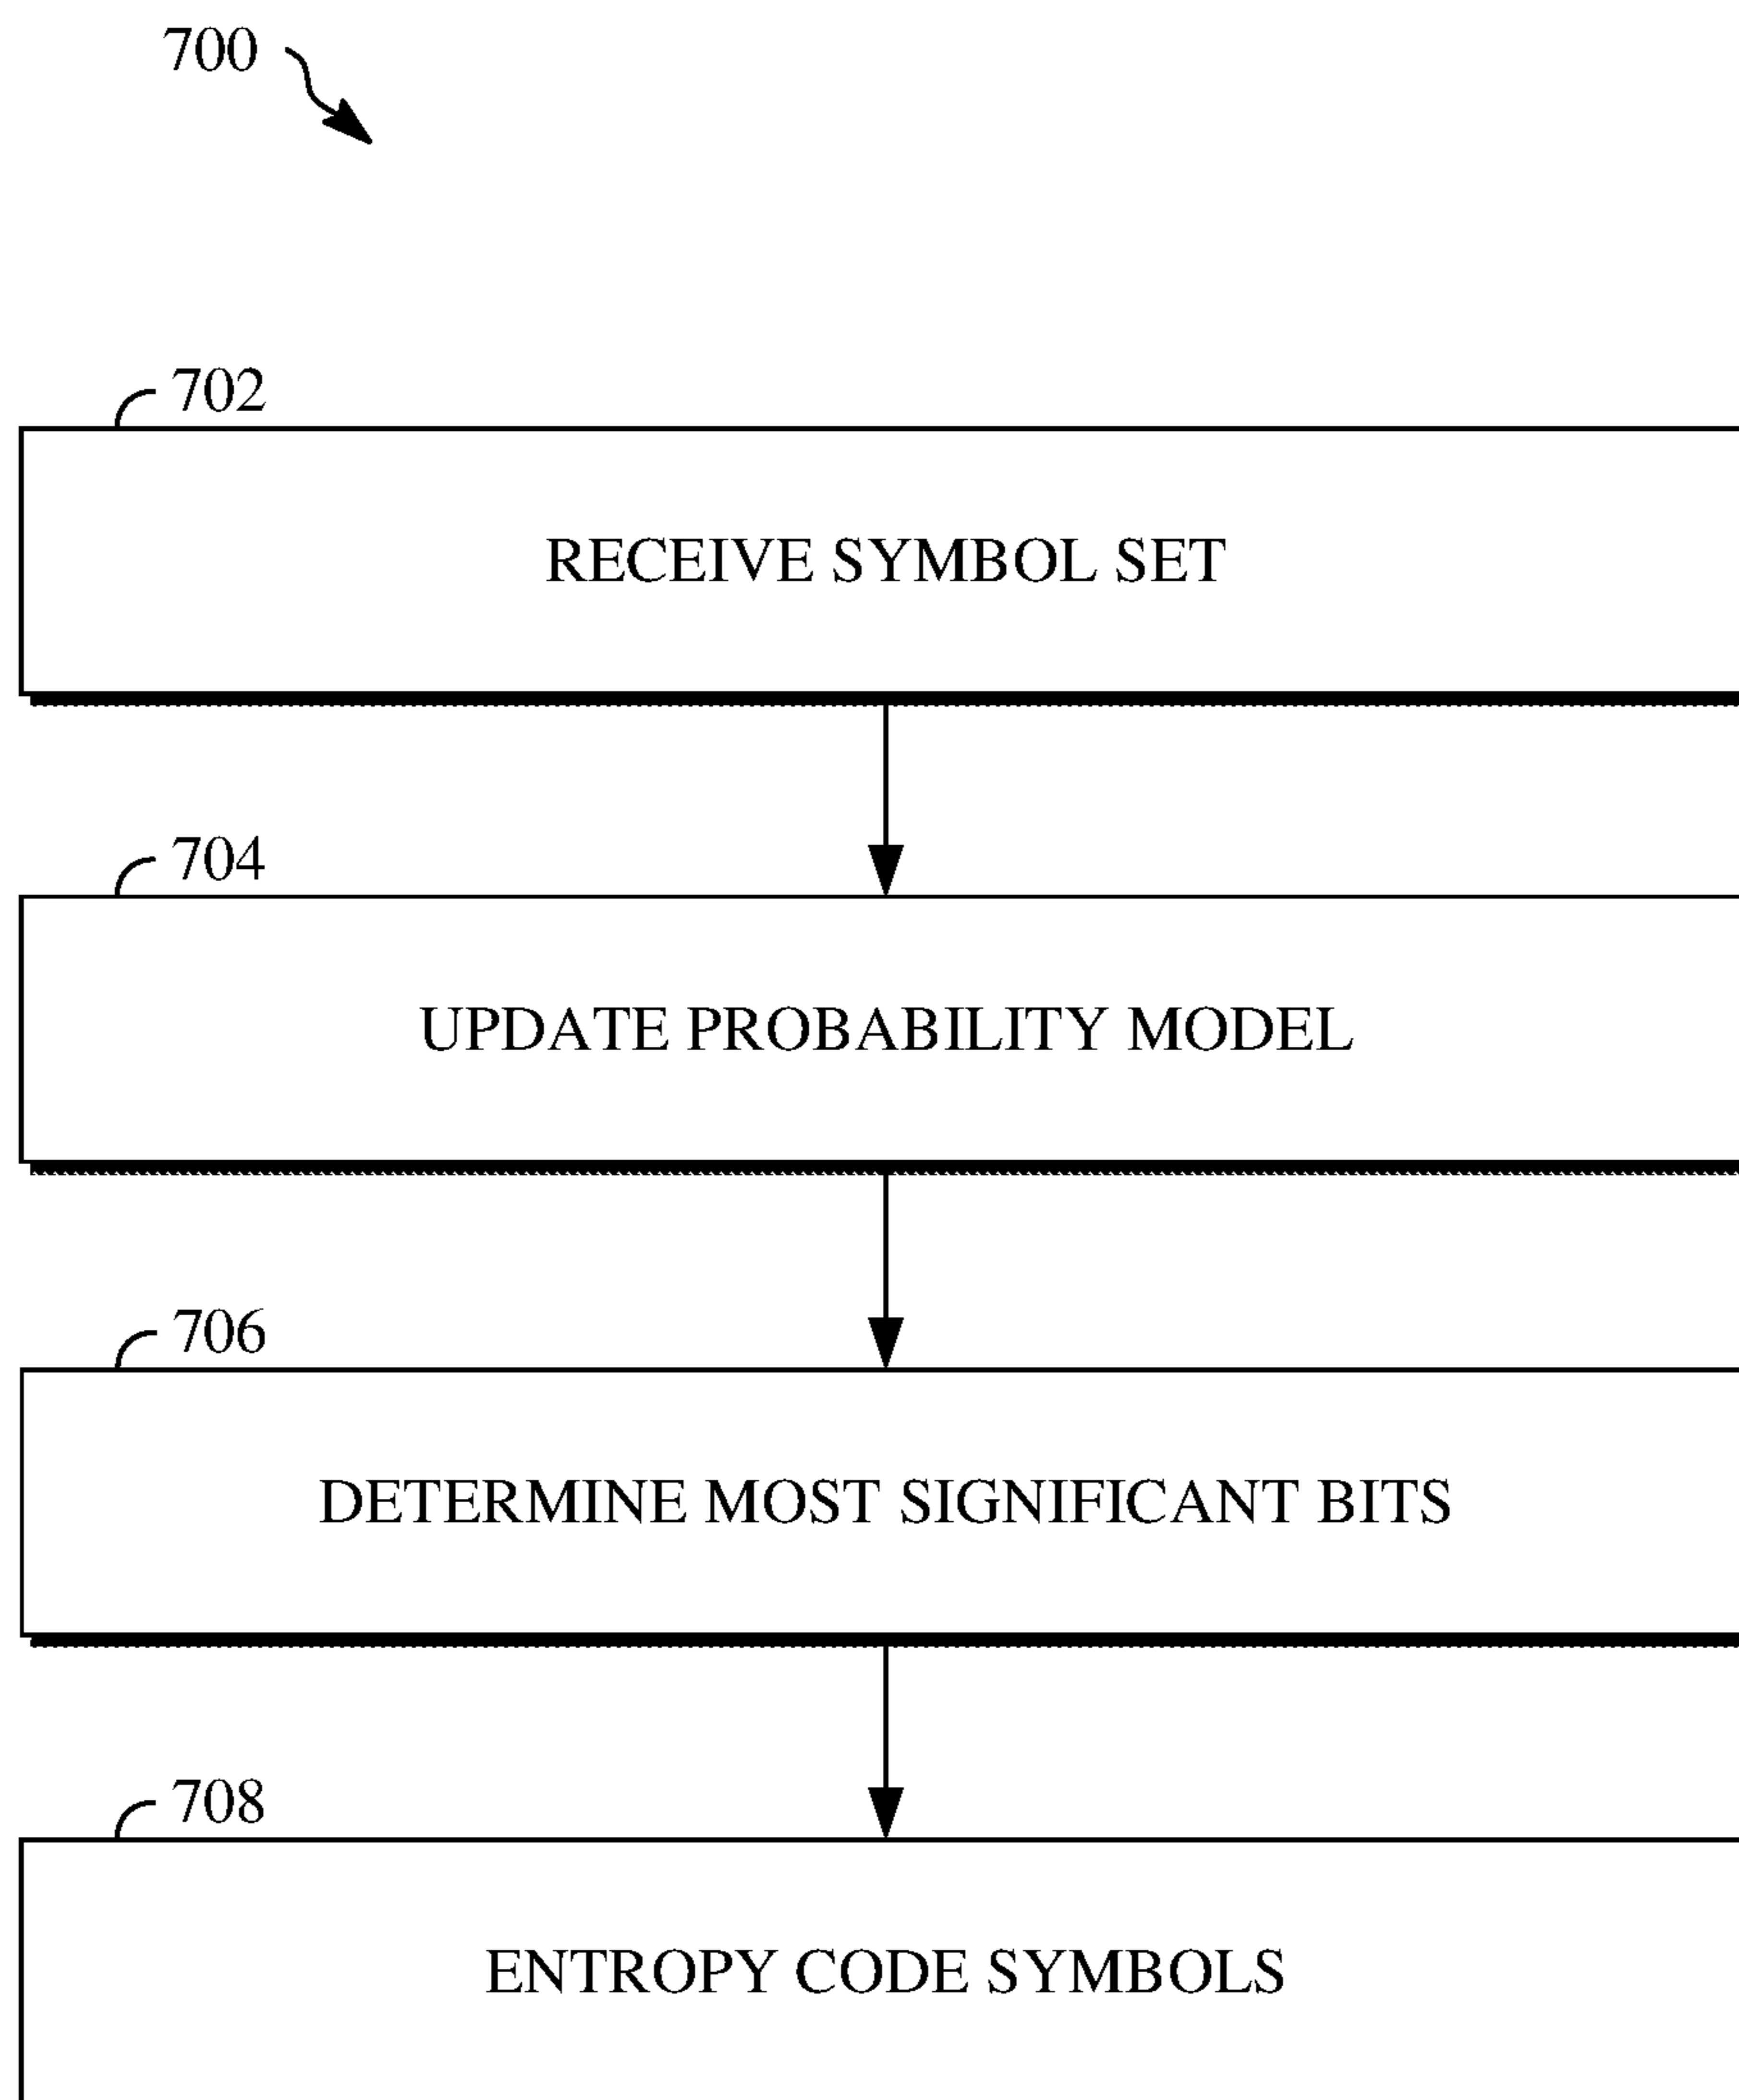 700
702
RECEIVE SYMBOL SET
704
UPDATE PROBABILITY MODEL
706
DETERMINE MOST SIGNIFICANT BITS
708
ENTROPY CODE SYMBOLS